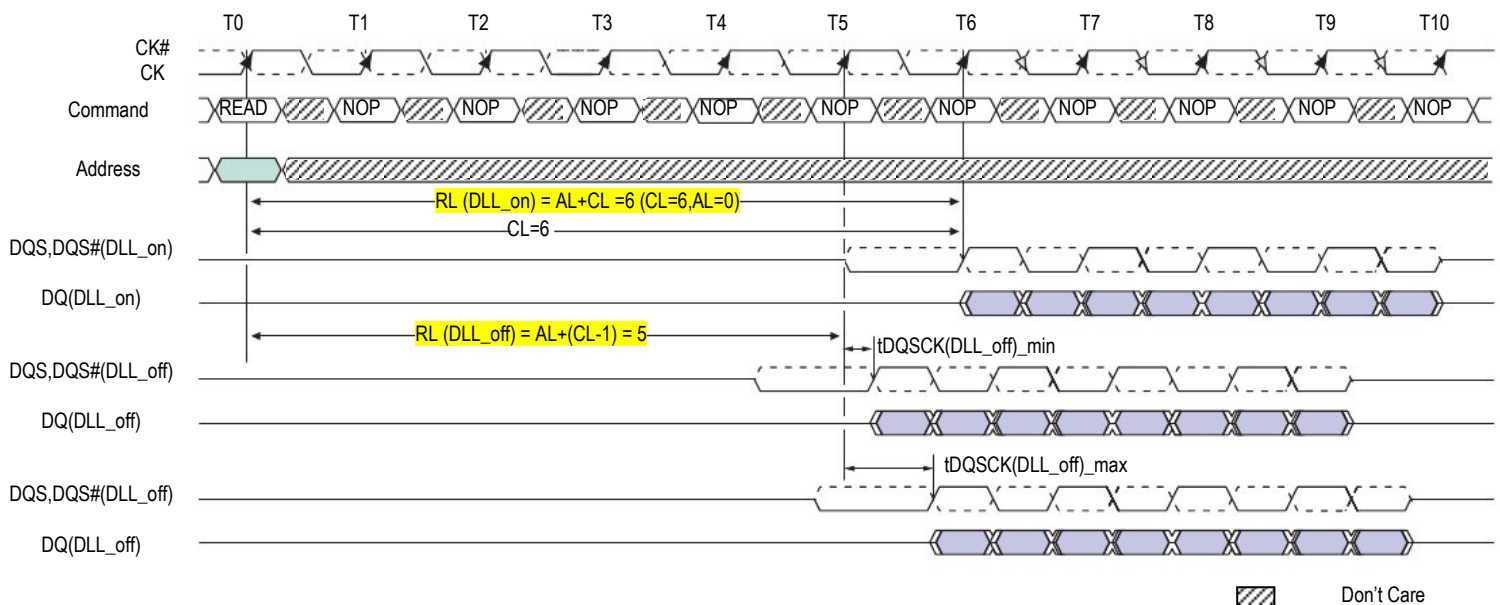 T0 T1 T2 T3 T4 T5 T6 T7 T8 T9 T10
CK#
CK
Command READ NOP NOP NOP NOP NOP NOP NOP NOP NOP NOP
Address
RL (DLL_on) = AL+CL =6 (CL=6,AL=0)
CL=6
DQS,DQS#(DLL_on)
DQ(DLL_on)
RL (DLL_off) = AL+(CL-1) = 5
tDQSCK(DLL_off)_min
DQS,DQS#(DLL_off)
DQ(DLL_off)
tDQSCK(DLL_off)_max
DQS,DQS#(DLL_off)
DQ(DLL_off)
Don't Care